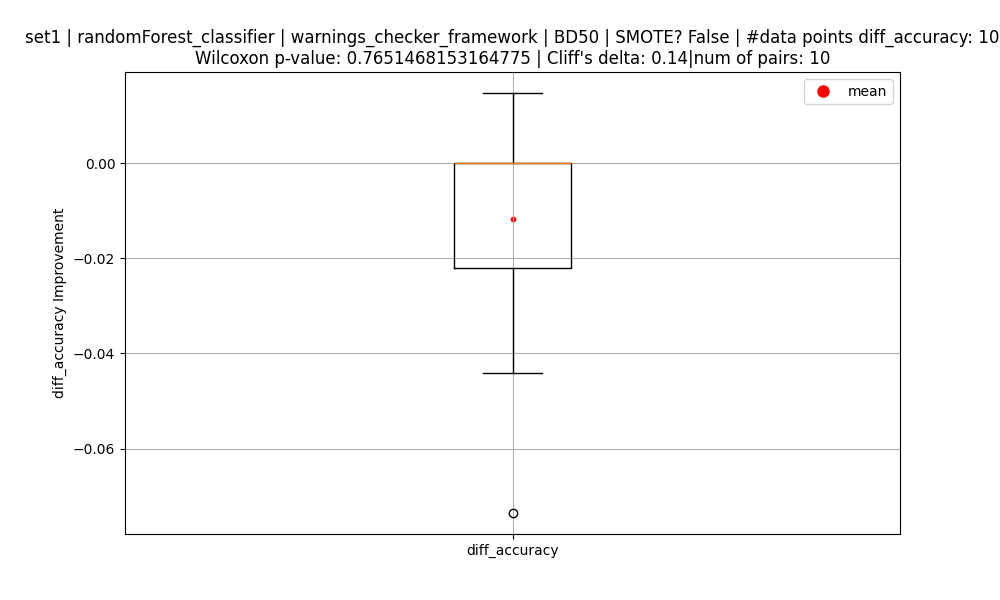 set1 | randomForest_classifier | warnings_checker_framework | BD50 | SMOTE? False | #data points diff_accuracy: 10
Wilcoxon p-value: 0.7651468153164775 | Cliff's delta: 0.14|num of pairs: 10
mean
0.00
−0.02
−0.04
−0.06
diff_accuracy Improvement
diff_accuracy